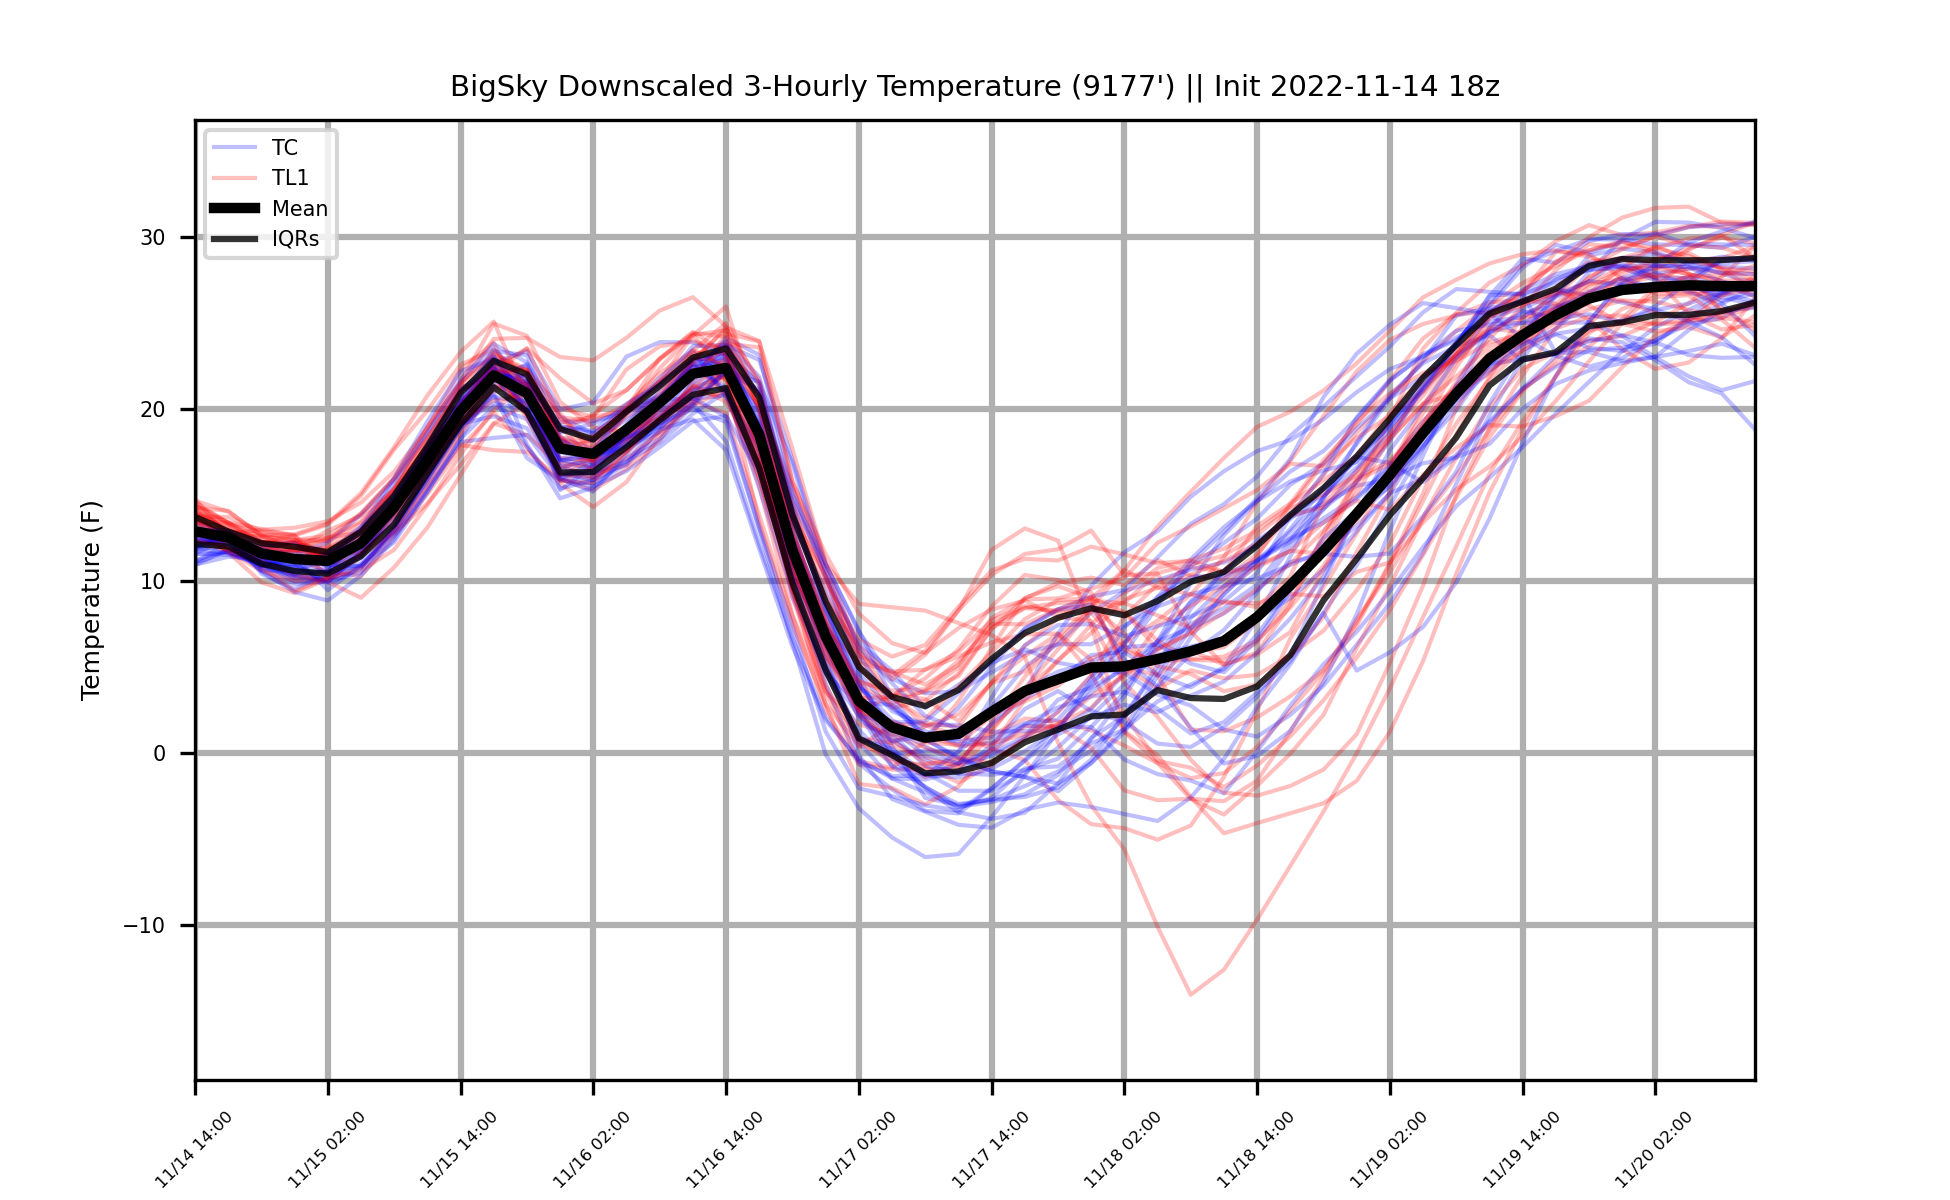 BigSky Downscaled 3-Hourly Temperature (9177') || Init 2022-11-14 18z
TC
TL1
Mean
IQRs
Temperature (F)
30
20
10
0
−10
11/14 14:00
11/15 02:00
11/15 14:00
11/16 02:00
11/16 14:00
11/17 02:00
11/17 14:00
11/18 02:00
11/18 14:00
11/19 02:00
11/19 14:00
11/20 02:00